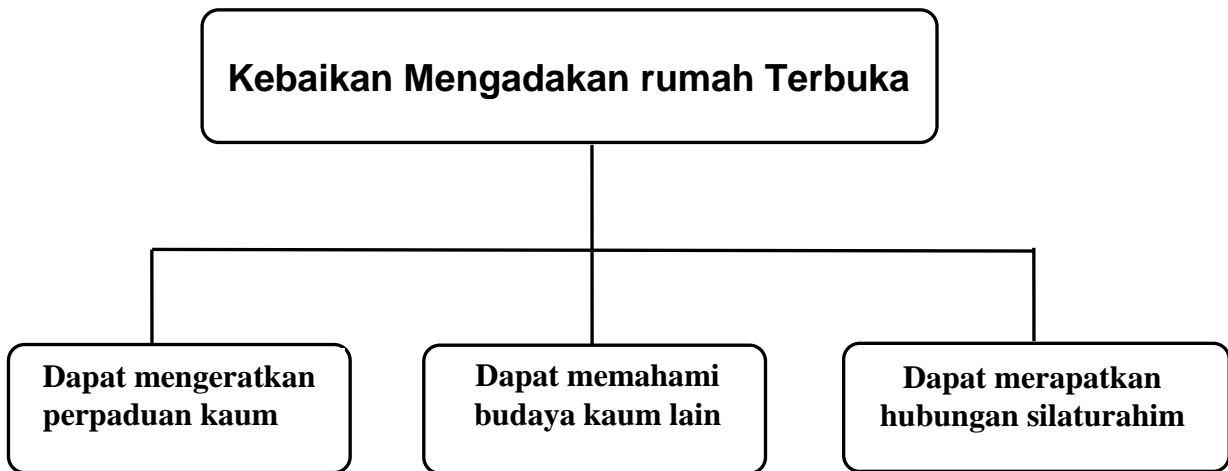 Kebaikan Mengadakan rumah Terbuka
Dapat mengeratkan
perpaduan kaum
Dapat memahami
budaya kaum lain
Dapat merapatkan
hubungan silaturahim